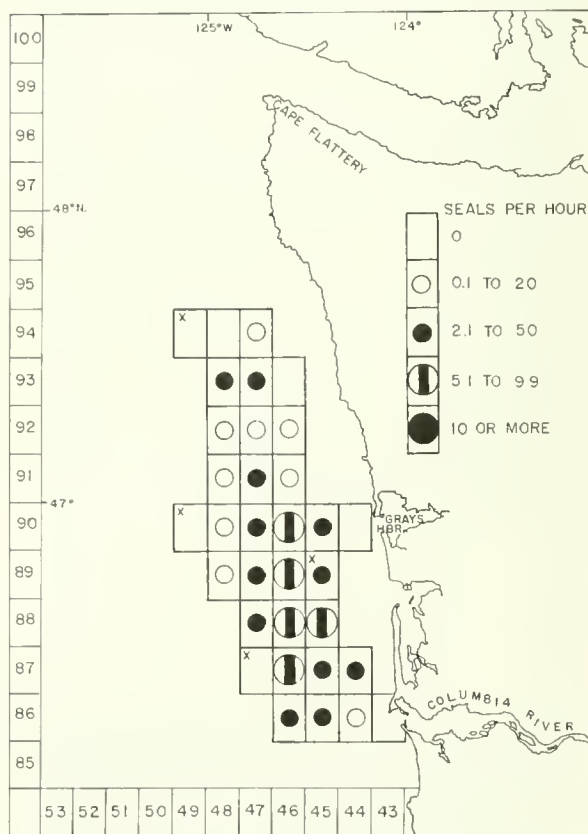 125°W 124°
100
99
98
97
96
95
94
93
92
91
90
89
88
87
86
85
CAPE FLATTERY
48°N.
SEALS PER HOUR
0
0.1 TO 2.0
2.1 TO 5.0
5.1 TO 9.9
10 OR MORE
x
47°
x
GRAYS
HBR.
x
x
COLUMBIA RIVER
53 52 51 50 49 48 47 46 45 44 43